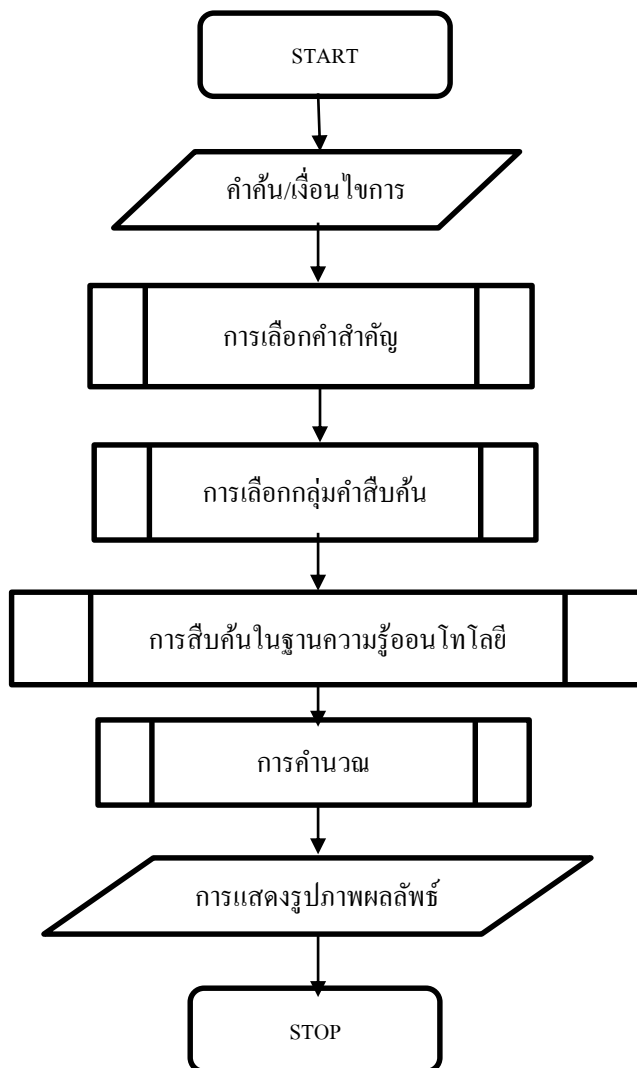 START
คำค้น/เงื่อนไขการ
การเลือกคำสำคัญ
การเลือกกลุ่มคำสืบค้น
การสืบค้นในฐานความรู้ออนโทโลยี
การคำนวณ
การแสดงรูปภาพผลลัพธ์
STOP